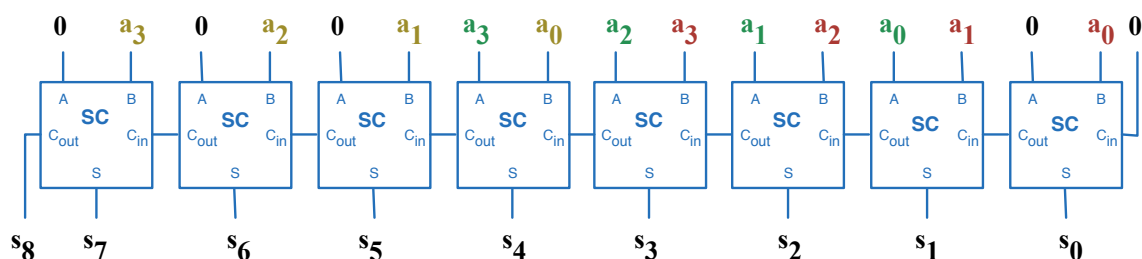 0 a3 0 a2 0 a1 a3 a0 a2 a3 a1 a2 a0 a1 0 a0 0
A B A B A B A B A B A B A B A B
SC SC SC SC SC SC SC SC
Cout Cin Cout Cin Cout Cin Cout Cin Cout Cin Cout Cin Cout Cin Cout Cin
S S S S S S S S
s8 s7 s6 s5 s4 s3 s2 s1 s0